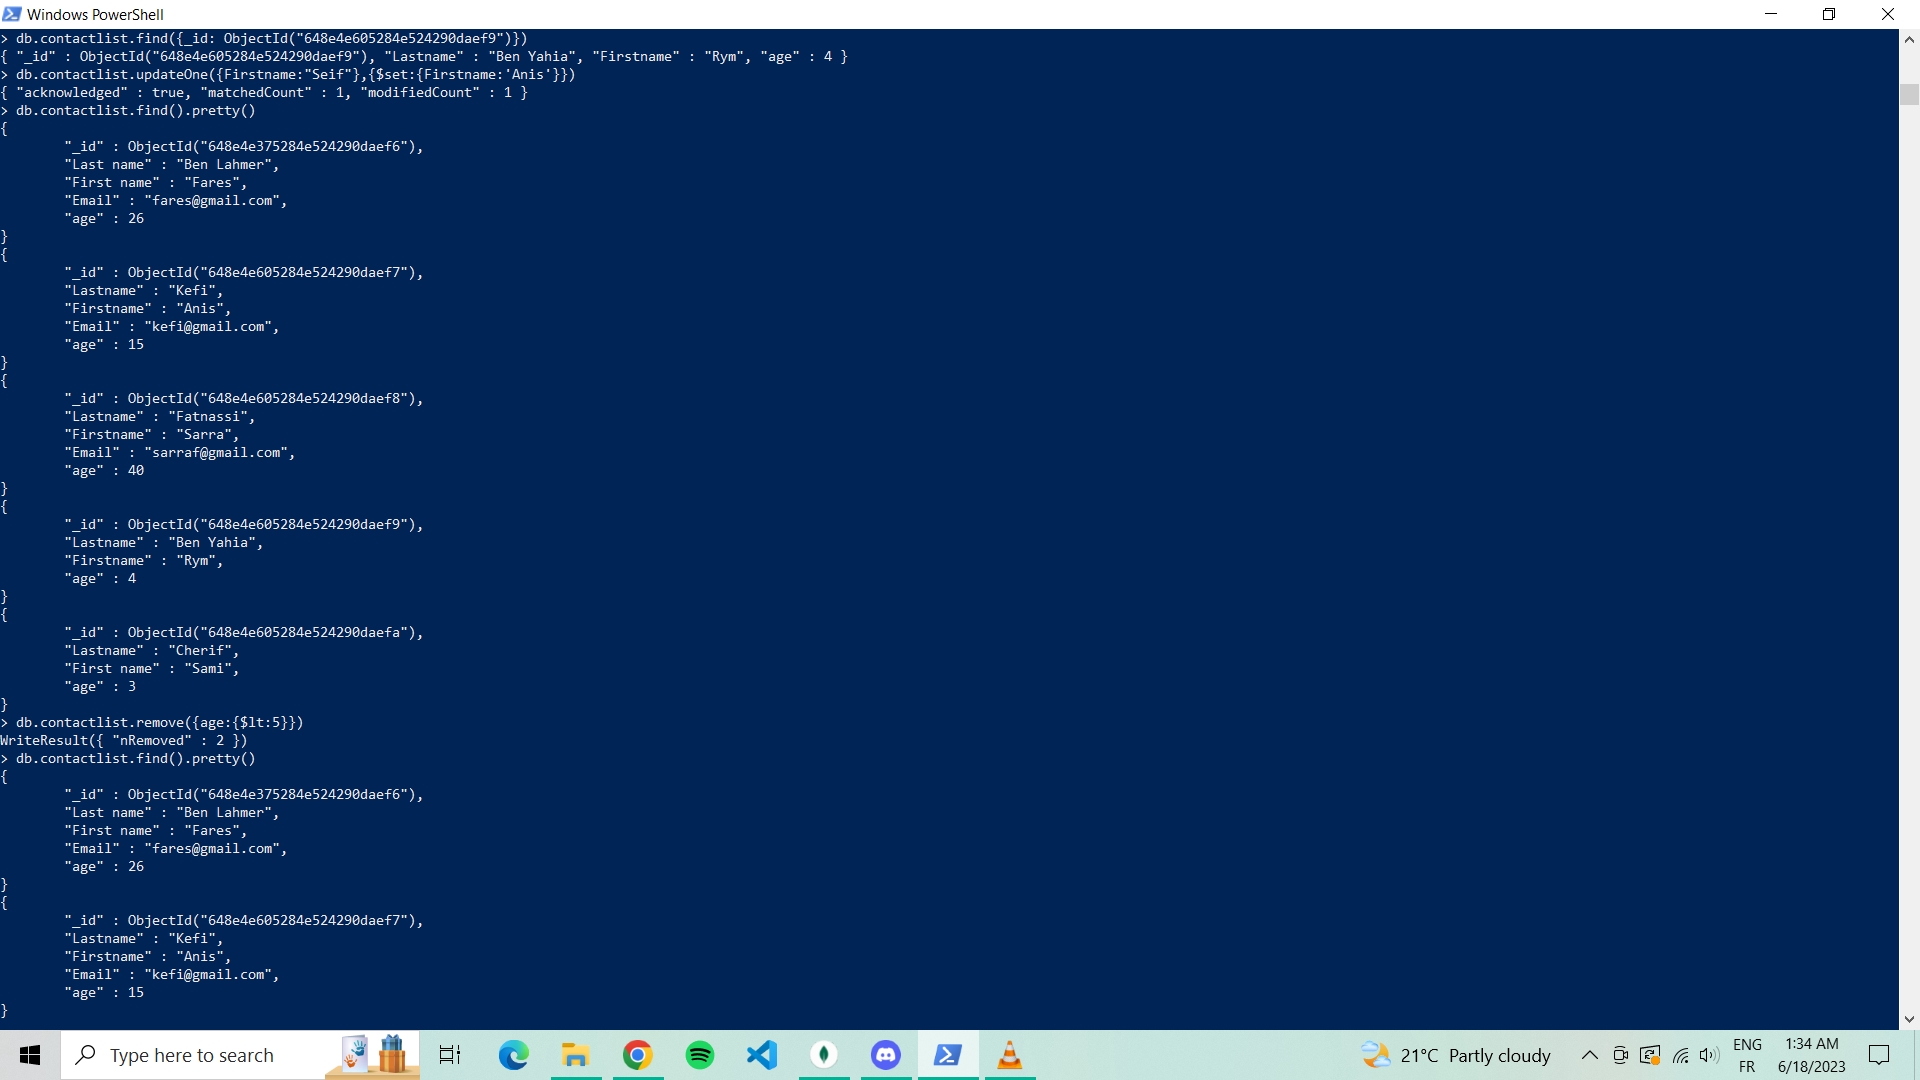 Windows PowerShell
> db.contactlist.find({_id: ObjectId("648e4e605284e524290daef9")})
{ "_id" : ObjectId("648e4e605284e524290daef9"), "Lastname" : "Ben Yahia", "Firstname" : "Rym", "age" : 4 }
> db.contactlist.updateOne({Firstname:"Seif"},{$set:{Firstname:'Anis'}})
{ "acknowledged" : true, "matchedCount" : 1, "modifiedCount" : 1 }
> db.contactlist.find().pretty()
{
"_id" : ObjectId("648e4e375284e524290daef6"),
"Last name" : "Ben Lahmer",
"First name" : "Fares",
"Email" : "fares@gmail.com",
"age" : 26
}
{
"_id" : ObjectId("648e4e605284e524290daef7"),
"Lastname" : "Kefi",
"Firstname" : "Anis",
"Email" : "kefi@gmail.com",
"age" : 15
}
{
"_id" : ObjectId("648e4e605284e524290daef8"),
"Lastname" : "Fatnassi",
"Firstname" : "Sarra",
"Email" : "sarraf@gmail.com",
"age" : 40
}
{
"_id" : ObjectId("648e4e605284e524290daef9"),
"Lastname" : "Ben Yahia",
"Firstname" : "Rym",
"age" : 4
}
{
"_id" : ObjectId("648e4e605284e524290daefa"),
"Lastname" : "Cherif",
"First name" : "Sami",
"age" : 3
}
> db.contactlist.remove({age:{$lt:5}})
WriteResult({ "nRemoved" : 2 })
> db.contactlist.find().pretty()
{
"_id" : ObjectId("648e4e375284e524290daef6"),
"Last name" : "Ben Lahmer",
"First name" : "Fares",
"Email" : "fares@gmail.com",
"age" : 26
}
{
"_id" : ObjectId("648e4e605284e524290daef7"),
"Lastname" : "Kefi",
"Firstname" : "Anis",
"Email" : "kefi@gmail.com",
"age" : 15
}
Type here to search
21°C Partly cloudy
ENG
FR
1:34 AM
6/18/2023